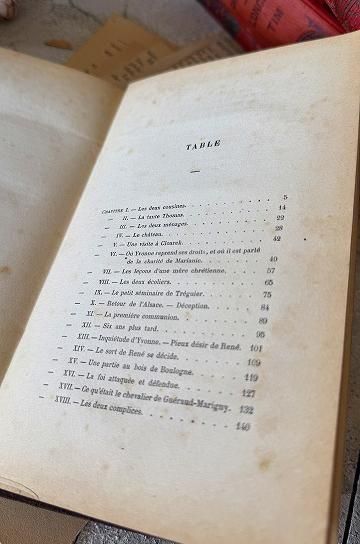 CONC
TIM
TABLE
CHAPITRE I. — Les deux cousines. 5
— II. — La tante Thomas. 14
— III. — Les deux ménages. 22
— IV. — Le château. 28
— V. — Une visite à Cloarek. 42
— VI. — Où Yvonne reprend ses droits, et où il est parlé
de la charité de Marianic. 49
— VII. — Les leçons d'une mère chrétienne. 57
— VIII. — Les deux écoliers. 65
— IX. — Le petit séminaire de Tréguier. 75
— X. — Retour de l'Alsace. — Déception. 84
— XI. — La première communion. 89
— XII. — Six ans plus tard. 95
— XIII. — Inquiétude d'Yvonne. — Pieux désir de René. 101
— XIV. — Le sort de René se décide. 109
— XV. — Une partie au bois de Boulogne. 119
— XVI. — La foi attaquée et défendue. 127
— XVII. — Ce qu'était le chevalier de Guéraud-Marigny. 132
— XVIII. — Les deux complices. 140